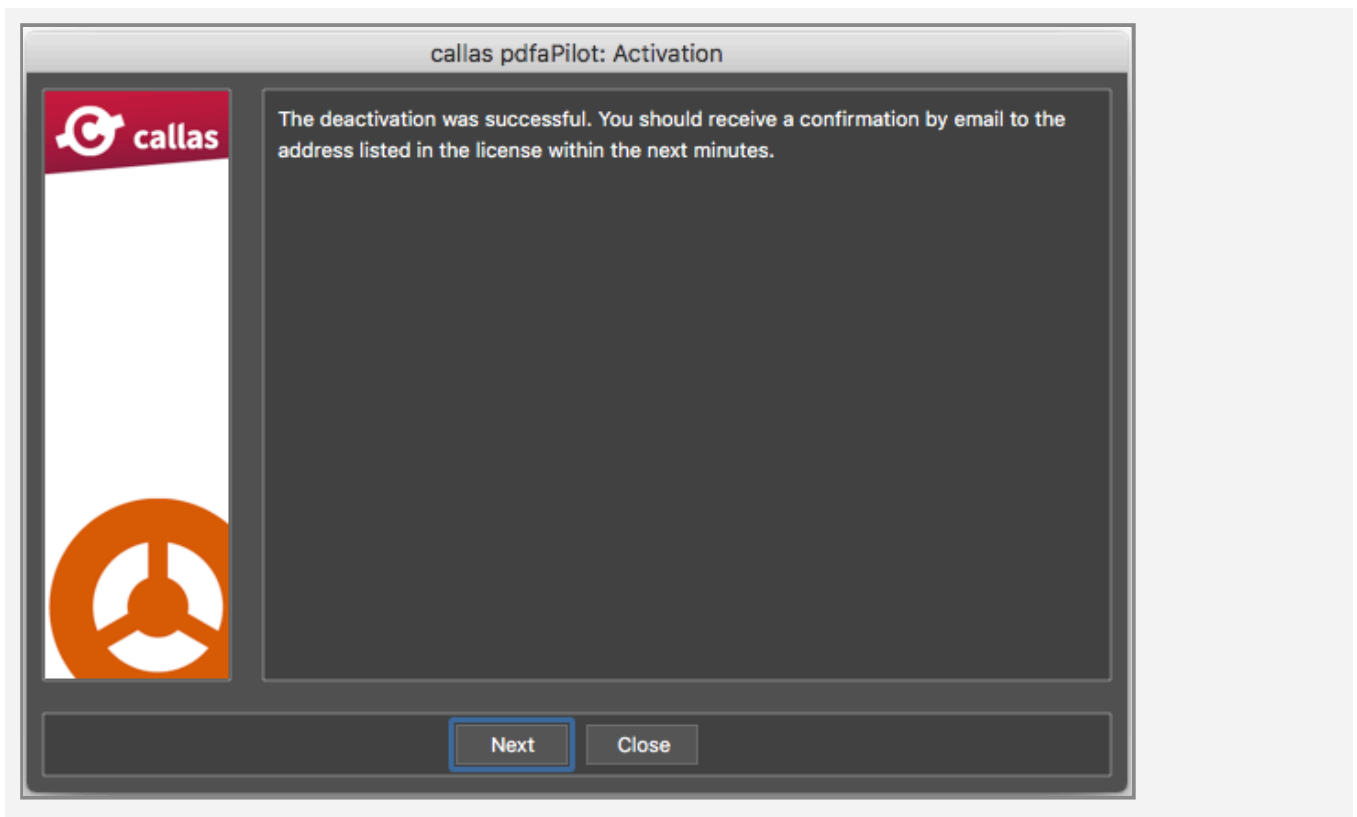 callas pdfaPilot: Activation
callas
The deactivation was successful. You should receive a confirmation by email to the
address listed in the license within the next minutes.
Next
Close